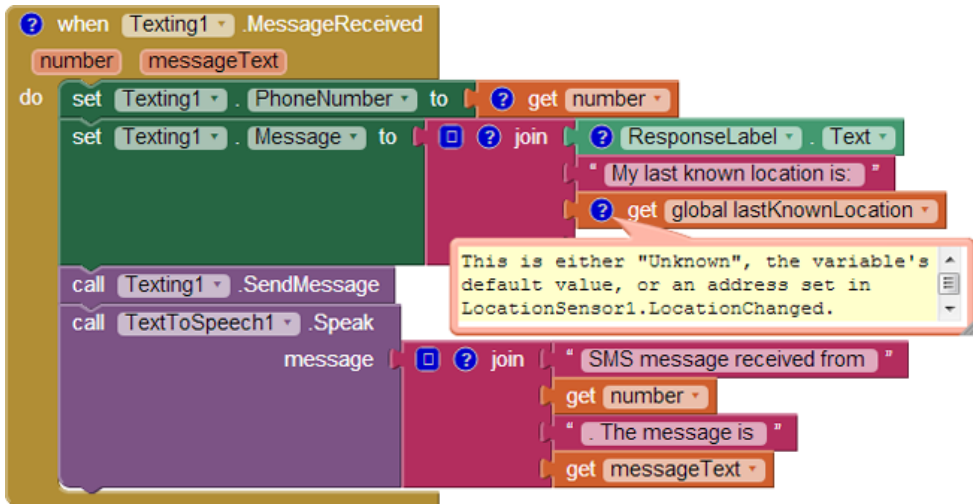 ? when Texting1 .MessageReceived
number messageText
do set Texting1 . PhoneNumber to ? get number
set Texting1 . Message to ? join ? ResponseLabel . Text
" My last known location is: "
? get global lastKnownLocation
This is either "Unknown", the variable's
default value, or an address set in
LocationSensor1.LocationChanged.
call Texting1 .SendMessage
call TextToSpeech1 .Speak
message ? join " SMS message received from "
get number
" . The message is "
get messageText